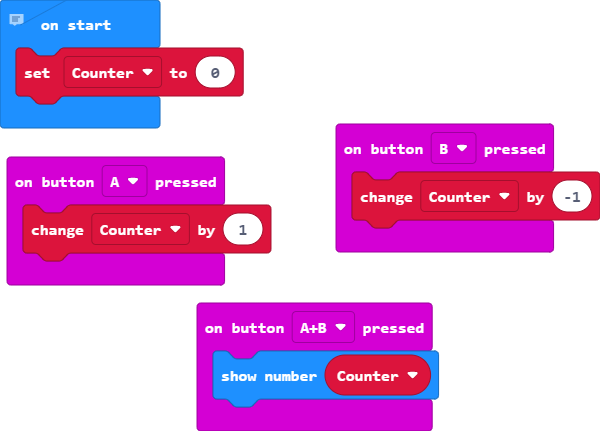 on start
set Counter to 0
on button B pressed
change Counter by -1
on button A pressed
change Counter by 1
on button A+B pressed
show number Counter